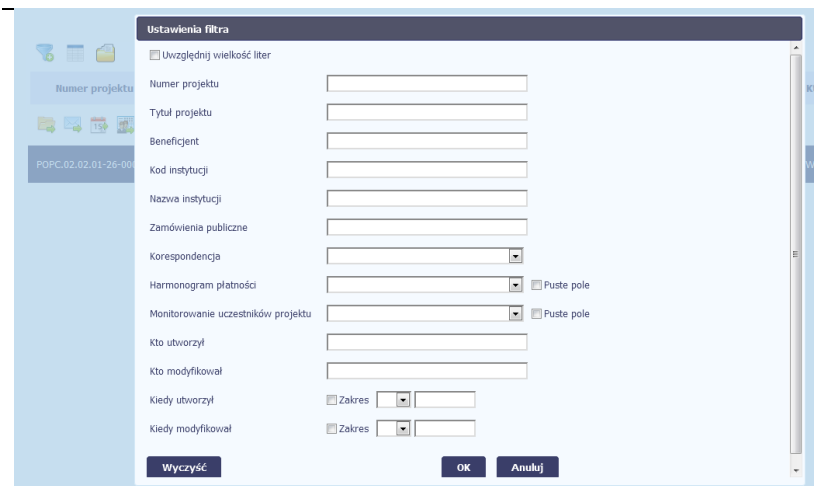 Ustawienia filtra
Uwzględnij wielkość liter
Numer projektu
Numer projektu
Tytuł projektu
Beneficjent
Kod instytucji
POPC.02.02.01-26-00
Nazwa instytucji
Zamówienia publiczne
Korespondencja
Harmonogram płatności Puste pole
Monitorowanie uczestników projektu Puste pole
Kto utworzył
Kto modyfikował
Kiedy utworzył Zakres
Kiedy modyfikował Zakres
Wyczyść OK Anuluj